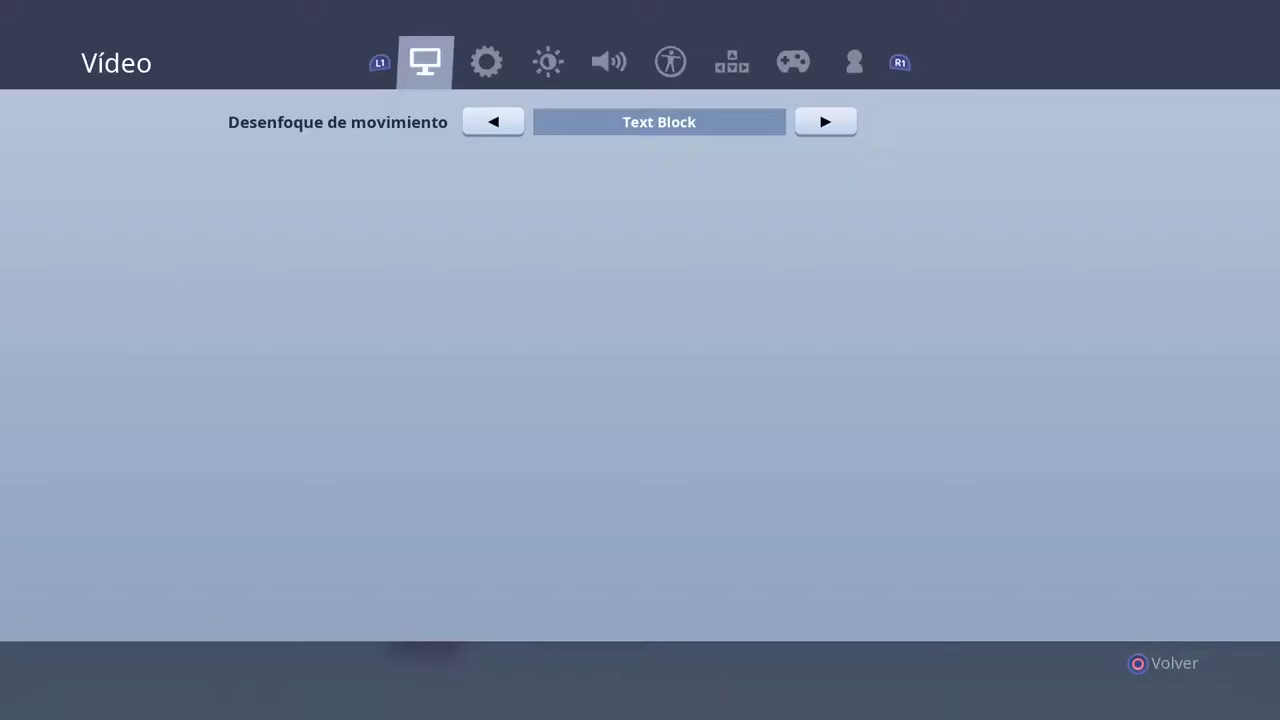 Vídeo
L1
R1
Desenfoque de movimiento
Text Block
Volver